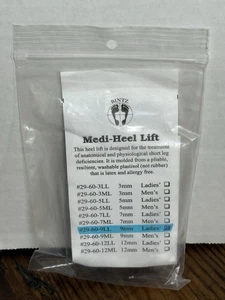 BINTZ
Medi-Heel Lift
This heel lift is designed for the treatment
of anatomical and physiological short leg
deficiencies. It is molded from a pliable,
resilient, washable plastisol (not rubber)
that is latex and allergy free.
#29-60-3LL 3mm Ladies'
#29-60-3ML 3mm Men's
#29-60-5LL 5mm Ladies'
#29-60-5ML 5mm Men's
#29-60-7LL 7mm Ladies'
#29-60-7ML 7mm Men's
#29-60-9LL 9mm Ladies'
#29-60-9ML 9mm Men's
#29-60-12LL 12mm Ladies'
#29-60-12ML 12mm Men's